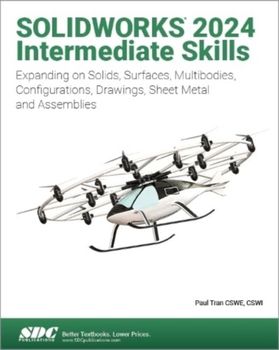 SOLIDWORKS® 2024
Intermediate Skills
Expanding on Solids, Surfaces, Multibodies,
Configurations, Drawings, Sheet Metal
and Assemblies
Paul Tran CSWE, CSWI
SDC
PUBLICATIONS
Better Textbooks. Lower Prices.
www.SDCpublications.com